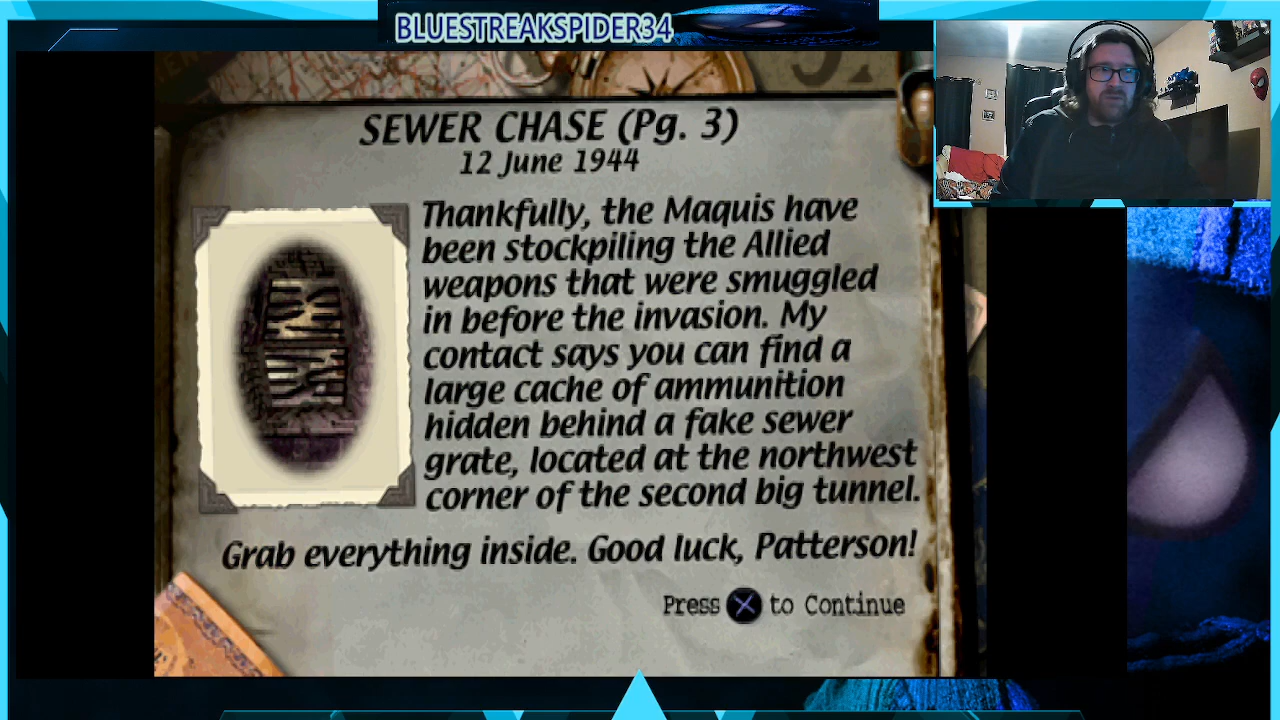 BLUESTREAKSPIDER34
SEWER CHASE (Pg. 3)
12 June 1944
Thankfully, the Maquis have
been stockpiling the Allied
weapons that were smuggled
in before the invasion. My
contact says you can find a
large cache of ammunition
hidden behind a fake sewer
grate, located at the northwest
corner of the second big tunnel.
Grab everything inside. Good luck, Patterson!
Press X to Continue